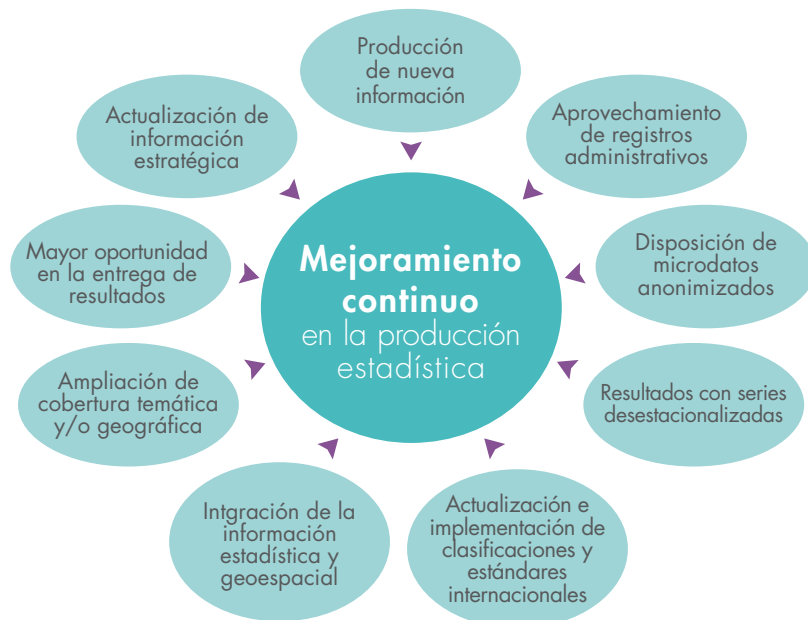 Producción
de nueva
información
Aprovechamiento
de registros
administrativos
Disposición de
microdatos
anonimizados
Resultados con series
desestacionalizadas
Actualización e
implementación de
clasificaciones y
estándares
internacionales
Intgración de la
información
estadística y
geoespacial
Ampliación de
cobertura temática
y/o geográfica
Mayor oportunidad
en la entrega de
resultados
Actualización de
información
estratégica
Mejoramiento
continuo
en la producción
estadística